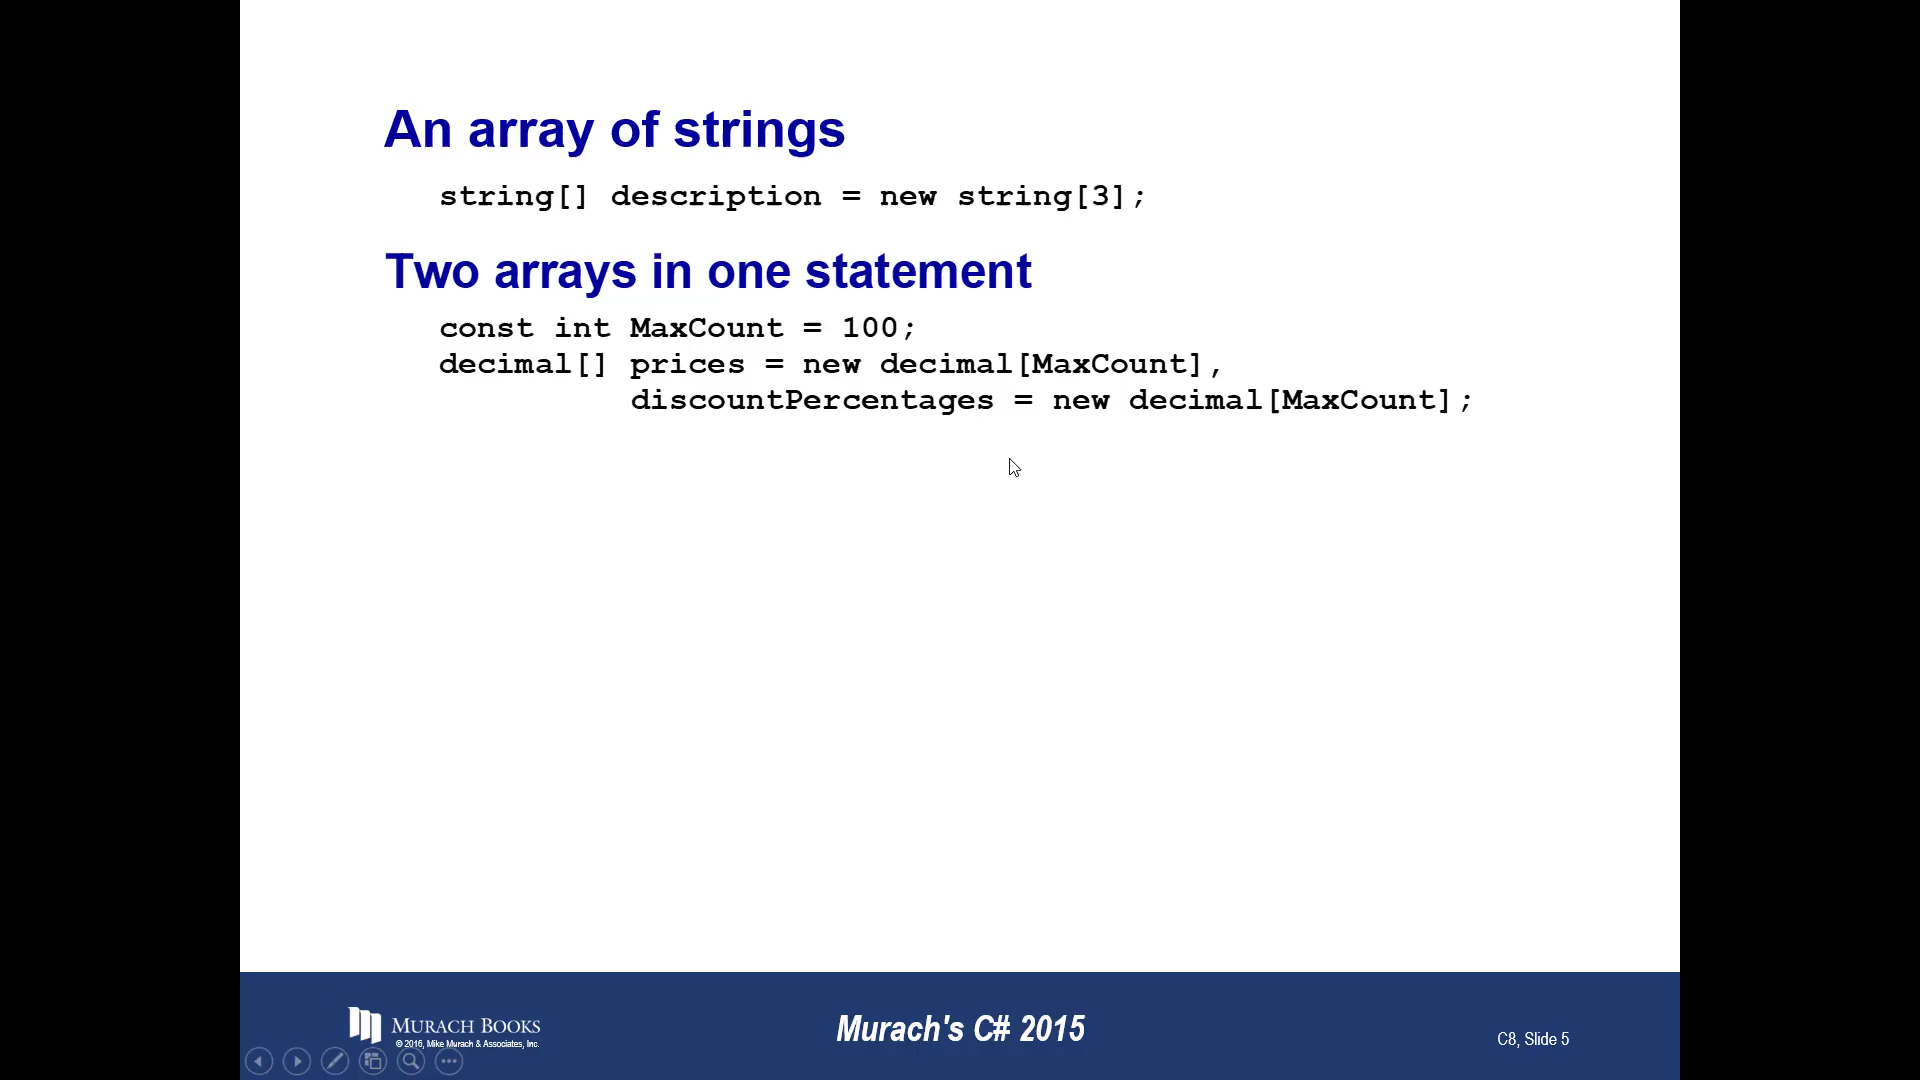 An array of strings
string[] description = new string[3];
Two arrays in one statement
const int MaxCount = 100;
decimal[] prices = new decimal[MaxCount],
discountPercentages = new decimal[MaxCount];
MURACH BOOKS
© 2016, Mike Murach & Associates, Inc.
Murach's C# 2015
C8, Slide 5